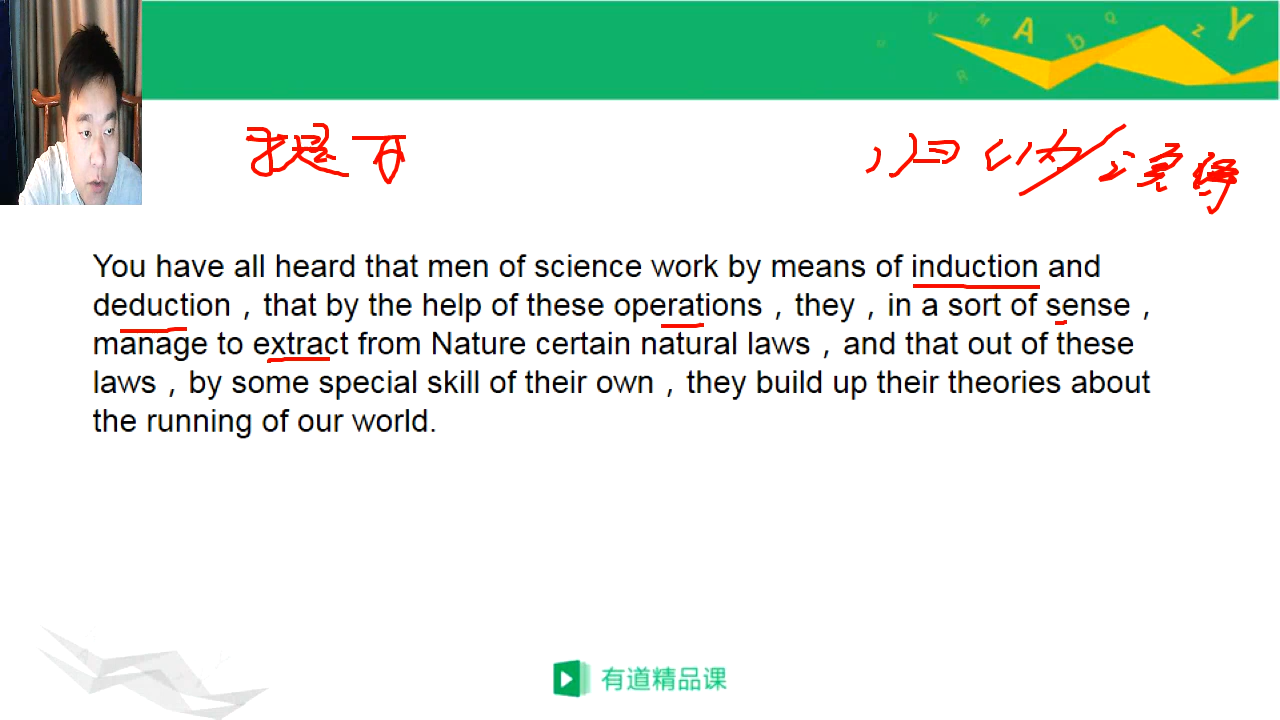 提 归纳/演绎
You have all heard that men of science work by means of induction and
deduction，that by the help of these operations，they，in a sort of sense，
manage to extract from Nature certain natural laws，and that out of these
laws，by some special skill of their own，they build up their theories about
the running of our world.
有道精品课